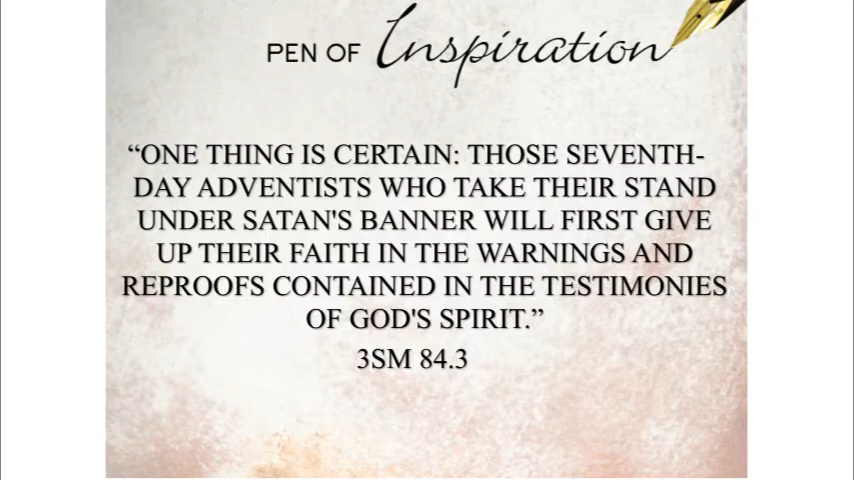 PEN OF Inspiration
“ONE THING IS CERTAIN: THOSE SEVENTH-
DAY ADVENTISTS WHO TAKE THEIR STAND
UNDER SATAN'S BANNER WILL FIRST GIVE
UP THEIR FAITH IN THE WARNINGS AND
REPROOFS CONTAINED IN THE TESTIMONIES
OF GOD'S SPIRIT.”
3SM 84.3